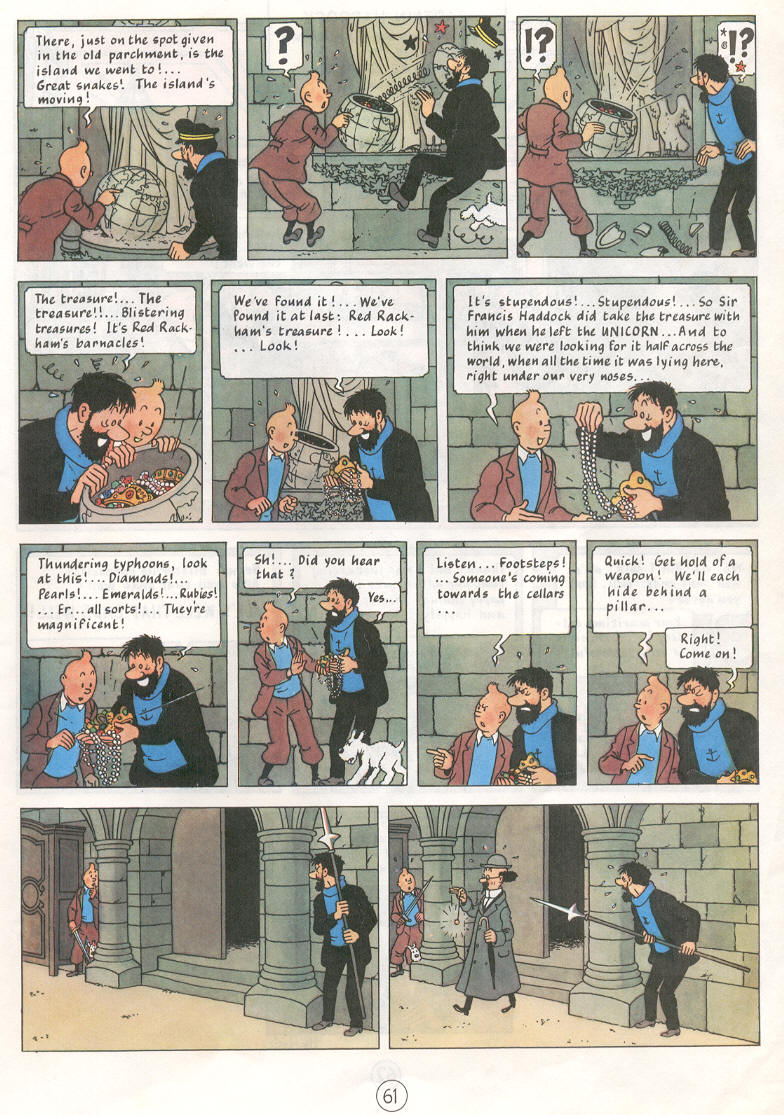 There, just on the spot given
in the old parchment, is the
island we went to!...
Great snakes! The island's
moving!
?
!?
!?
The treasure!... The
treasure!!...Blistering
treasures! It's Red Rack-
ham's barnacles!
We've found it!... We've
found it at last: Red Rack-
ham's treasure!... Look!
... Look!
It's stupendous!...Stupendous!...So Sir
Francis Haddock did take the treasure with
him when he left the UNICORN...And to
think we were looking for it half across the
world, when all the time it was lying here,
right under our very noses...
Thundering typhoons, look
at this!...Diamonds!...
Pearls!...Emeralds!...Rubies!
... Er... all sorts!... They're
magnificent!
Sh!... Did you hear
that?
Yes...
Listen... Footsteps!
...Someone's coming
towards the cellars
...
Quick! Get hold of a
weapon! We'll each
hide behind a
pillar...
Right!
Come on!
61